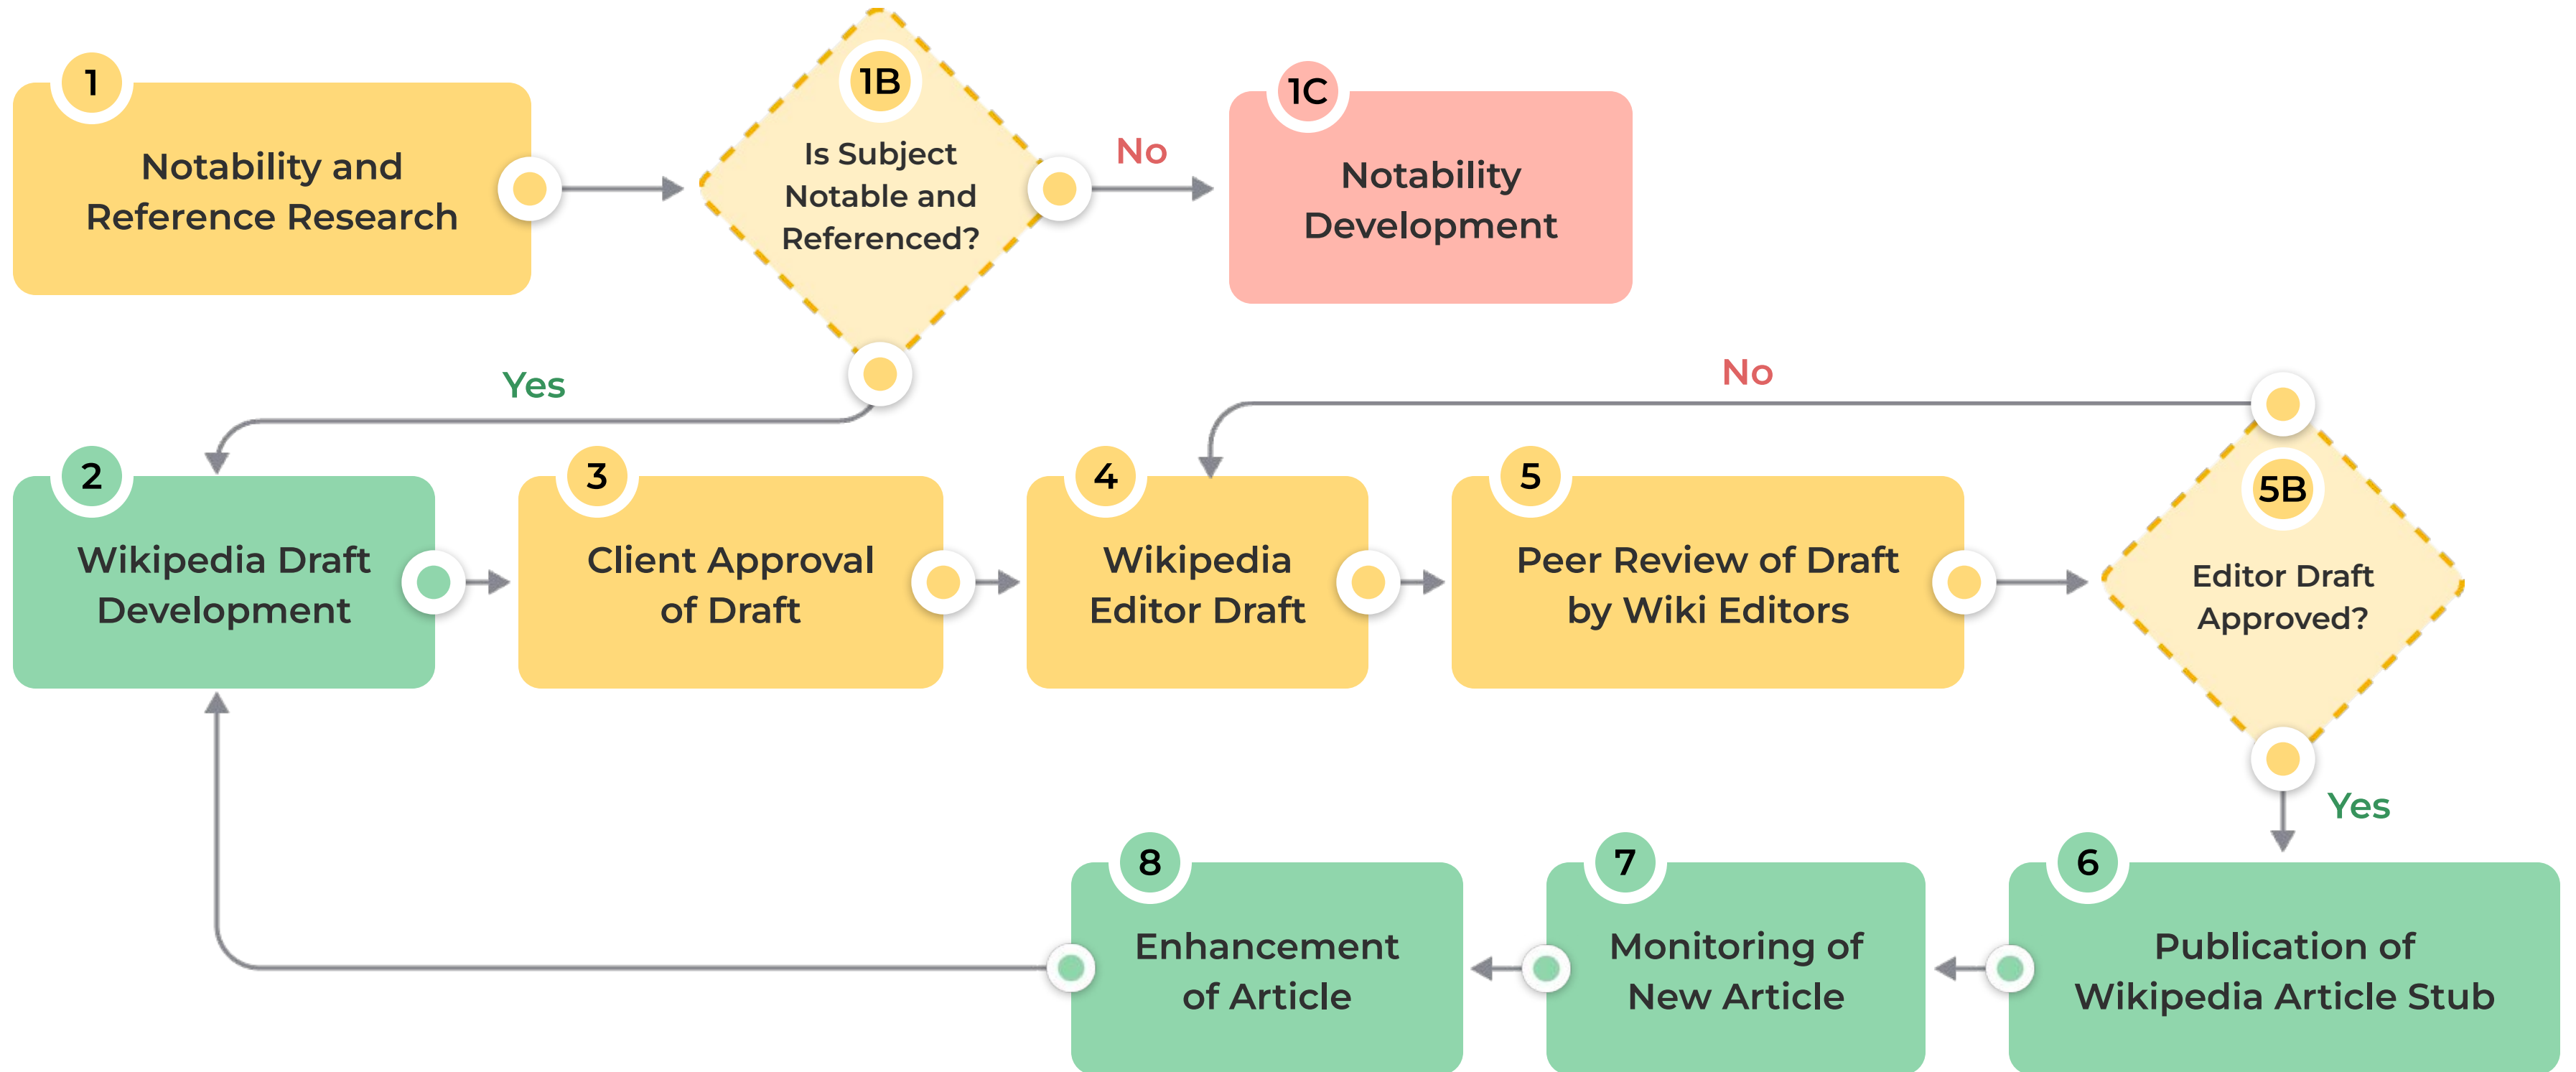 1
Notability and
Reference Research
1B
Is Subject
Notable and
Referenced?
No
1C
Notability
Development
Yes
No
2
Wikipedia Draft
Development
3
Client Approval
of Draft
4
Wikipedia
Editor Draft
5
Peer Review of Draft
by Wiki Editors
5B
Editor Draft
Approved?
Yes
6
Publication of
Wikipedia Article Stub
7
Monitoring of
New Article
8
Enhancement
of Article